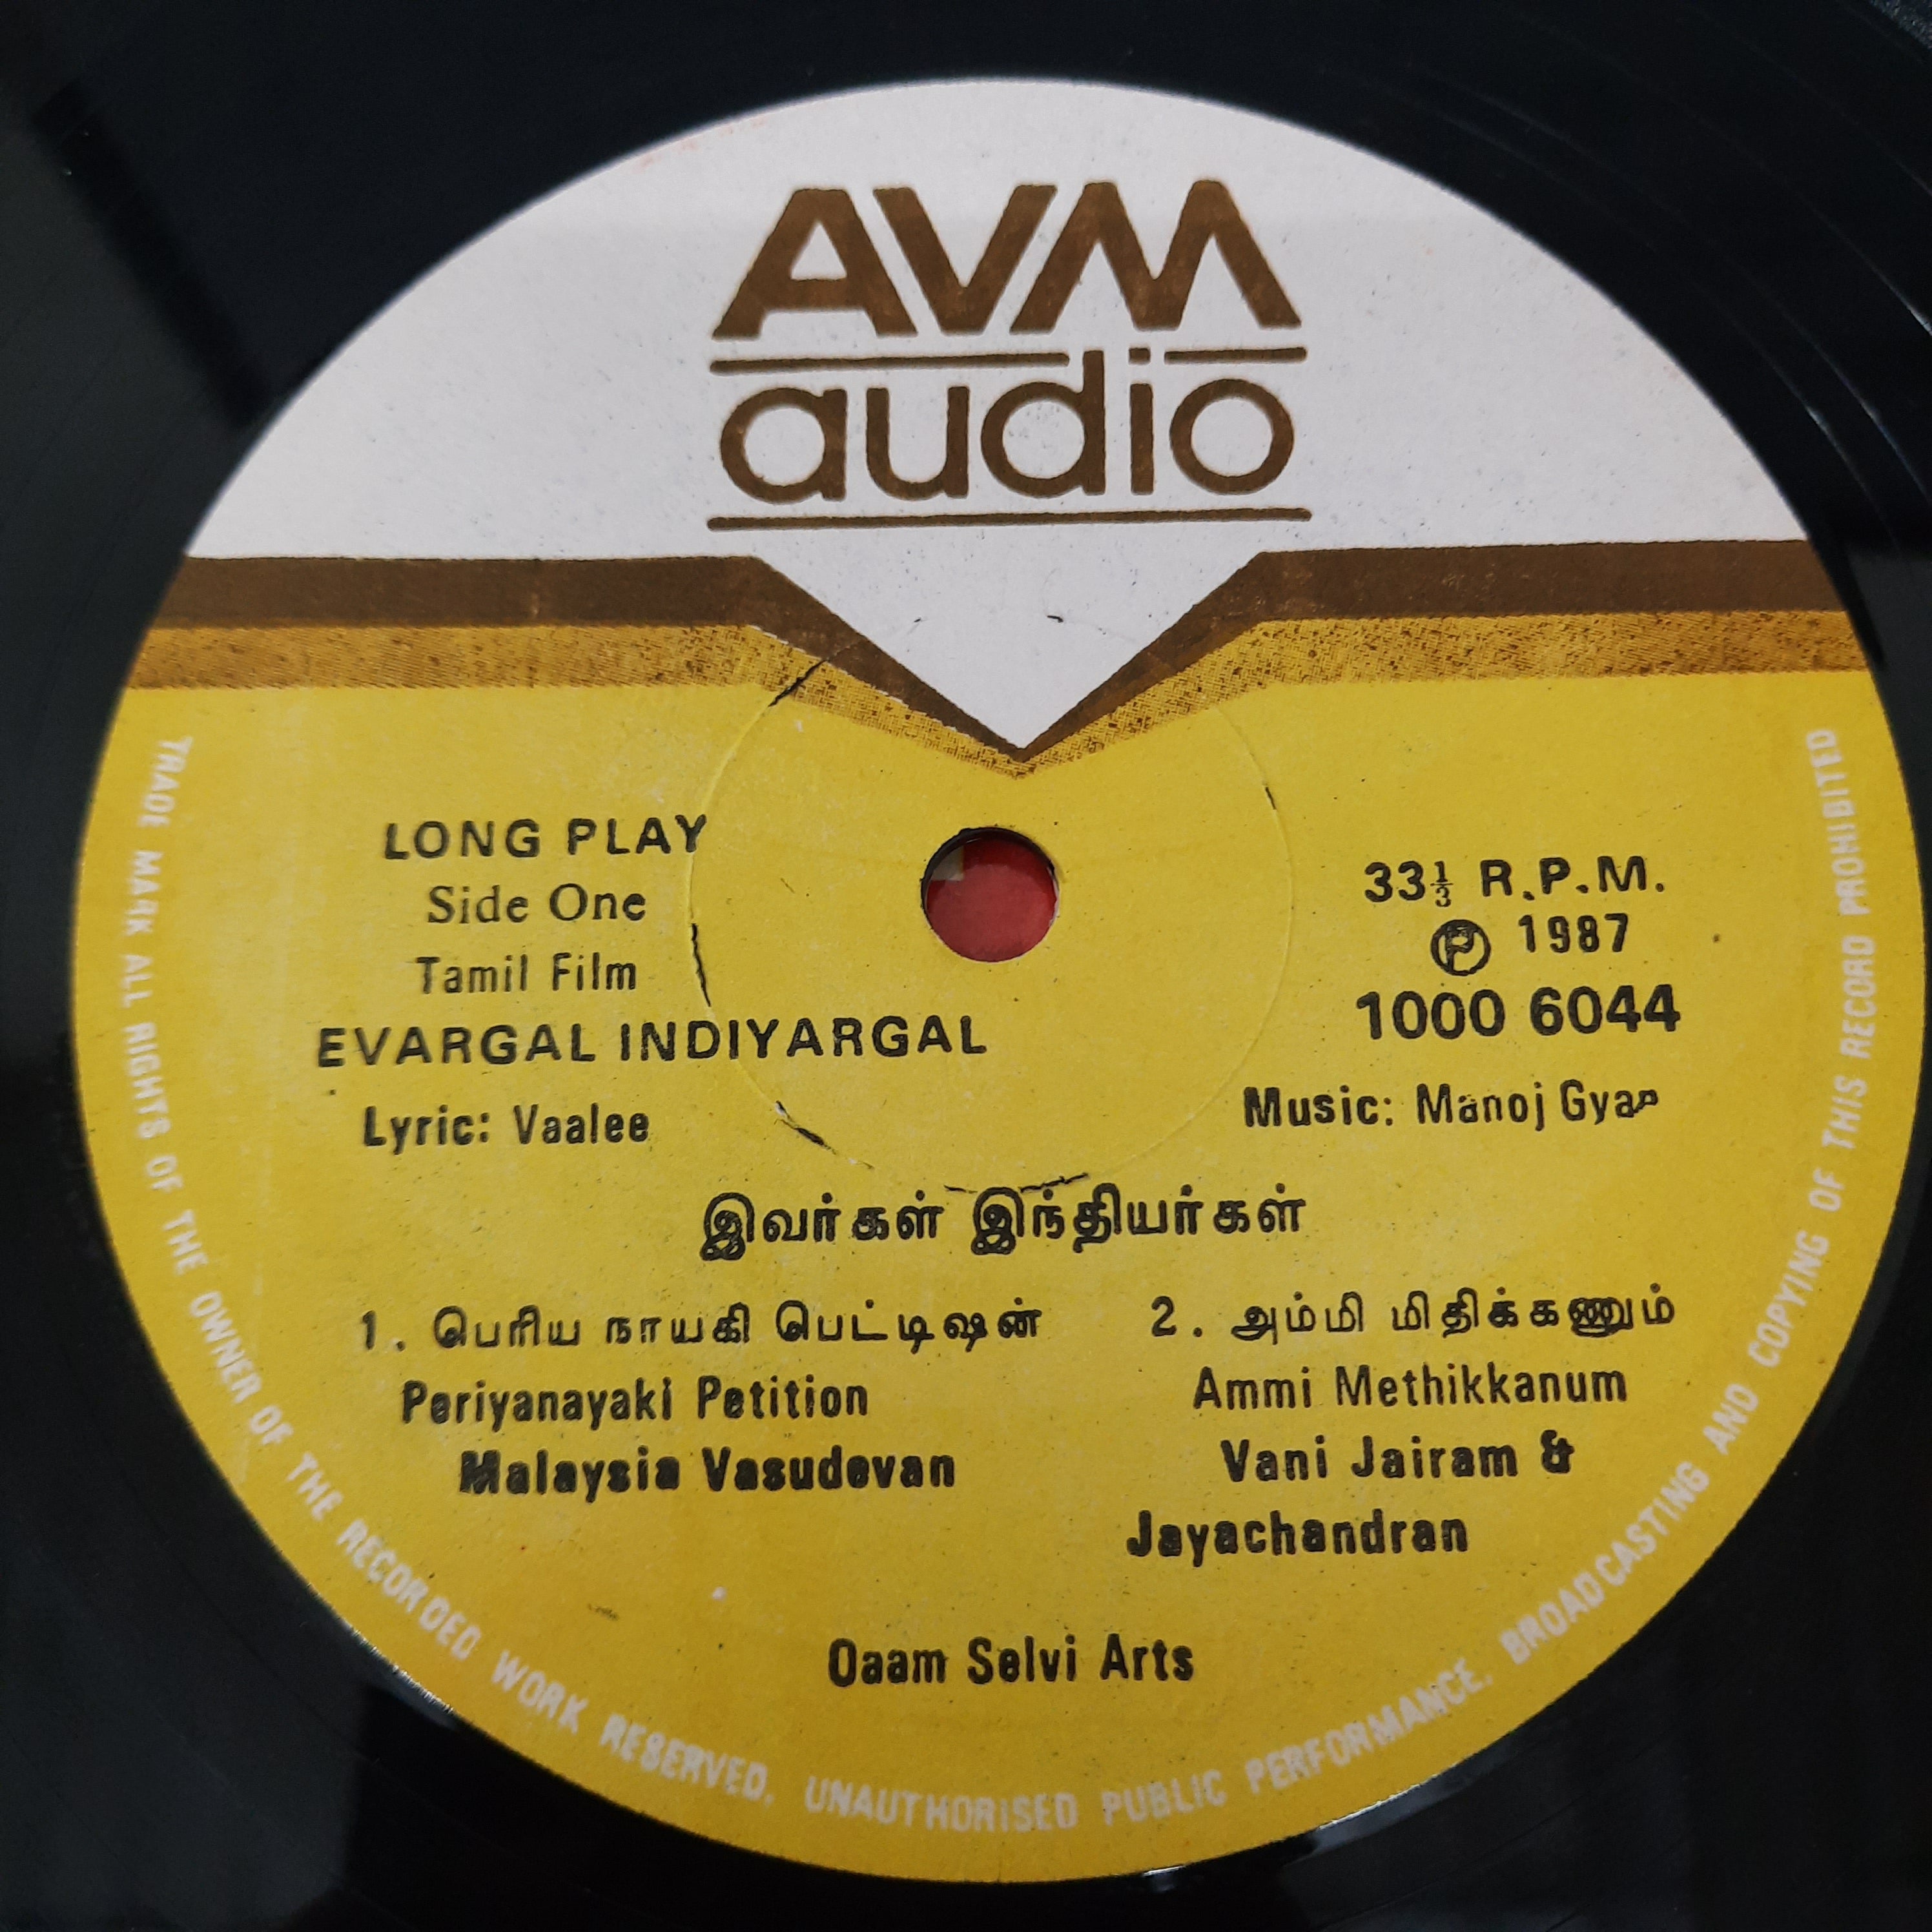 AVM
audio
LONG PLAY
Side One
Tamil Film
EVARGAL INDIYARGAL
Lyric: Vaalee
33⅓ R.P.M.
Ⓟ 1987
1000 6044
Music: Manoj Gyan
இவர்கள் இந்தியர்கள்
1. பெரிய நாயகி பெட்டிஷன்
Periyanayaki Petition
Malaysia Vasudevan
2. அம்மி மிதிக்கணும்
Ammi Methikkanum
Vani Jairam &
Jayachandran
Oaam Selvi Arts
TRADE MARK ALL RIGHTS OF THE OWNER OF THE RECORDED WORK RESERVED. UNAUTHORISED PUBLIC PERFORMANCE. BROADCASTING AND COPYING OF THIS RECORD PROHIBITED